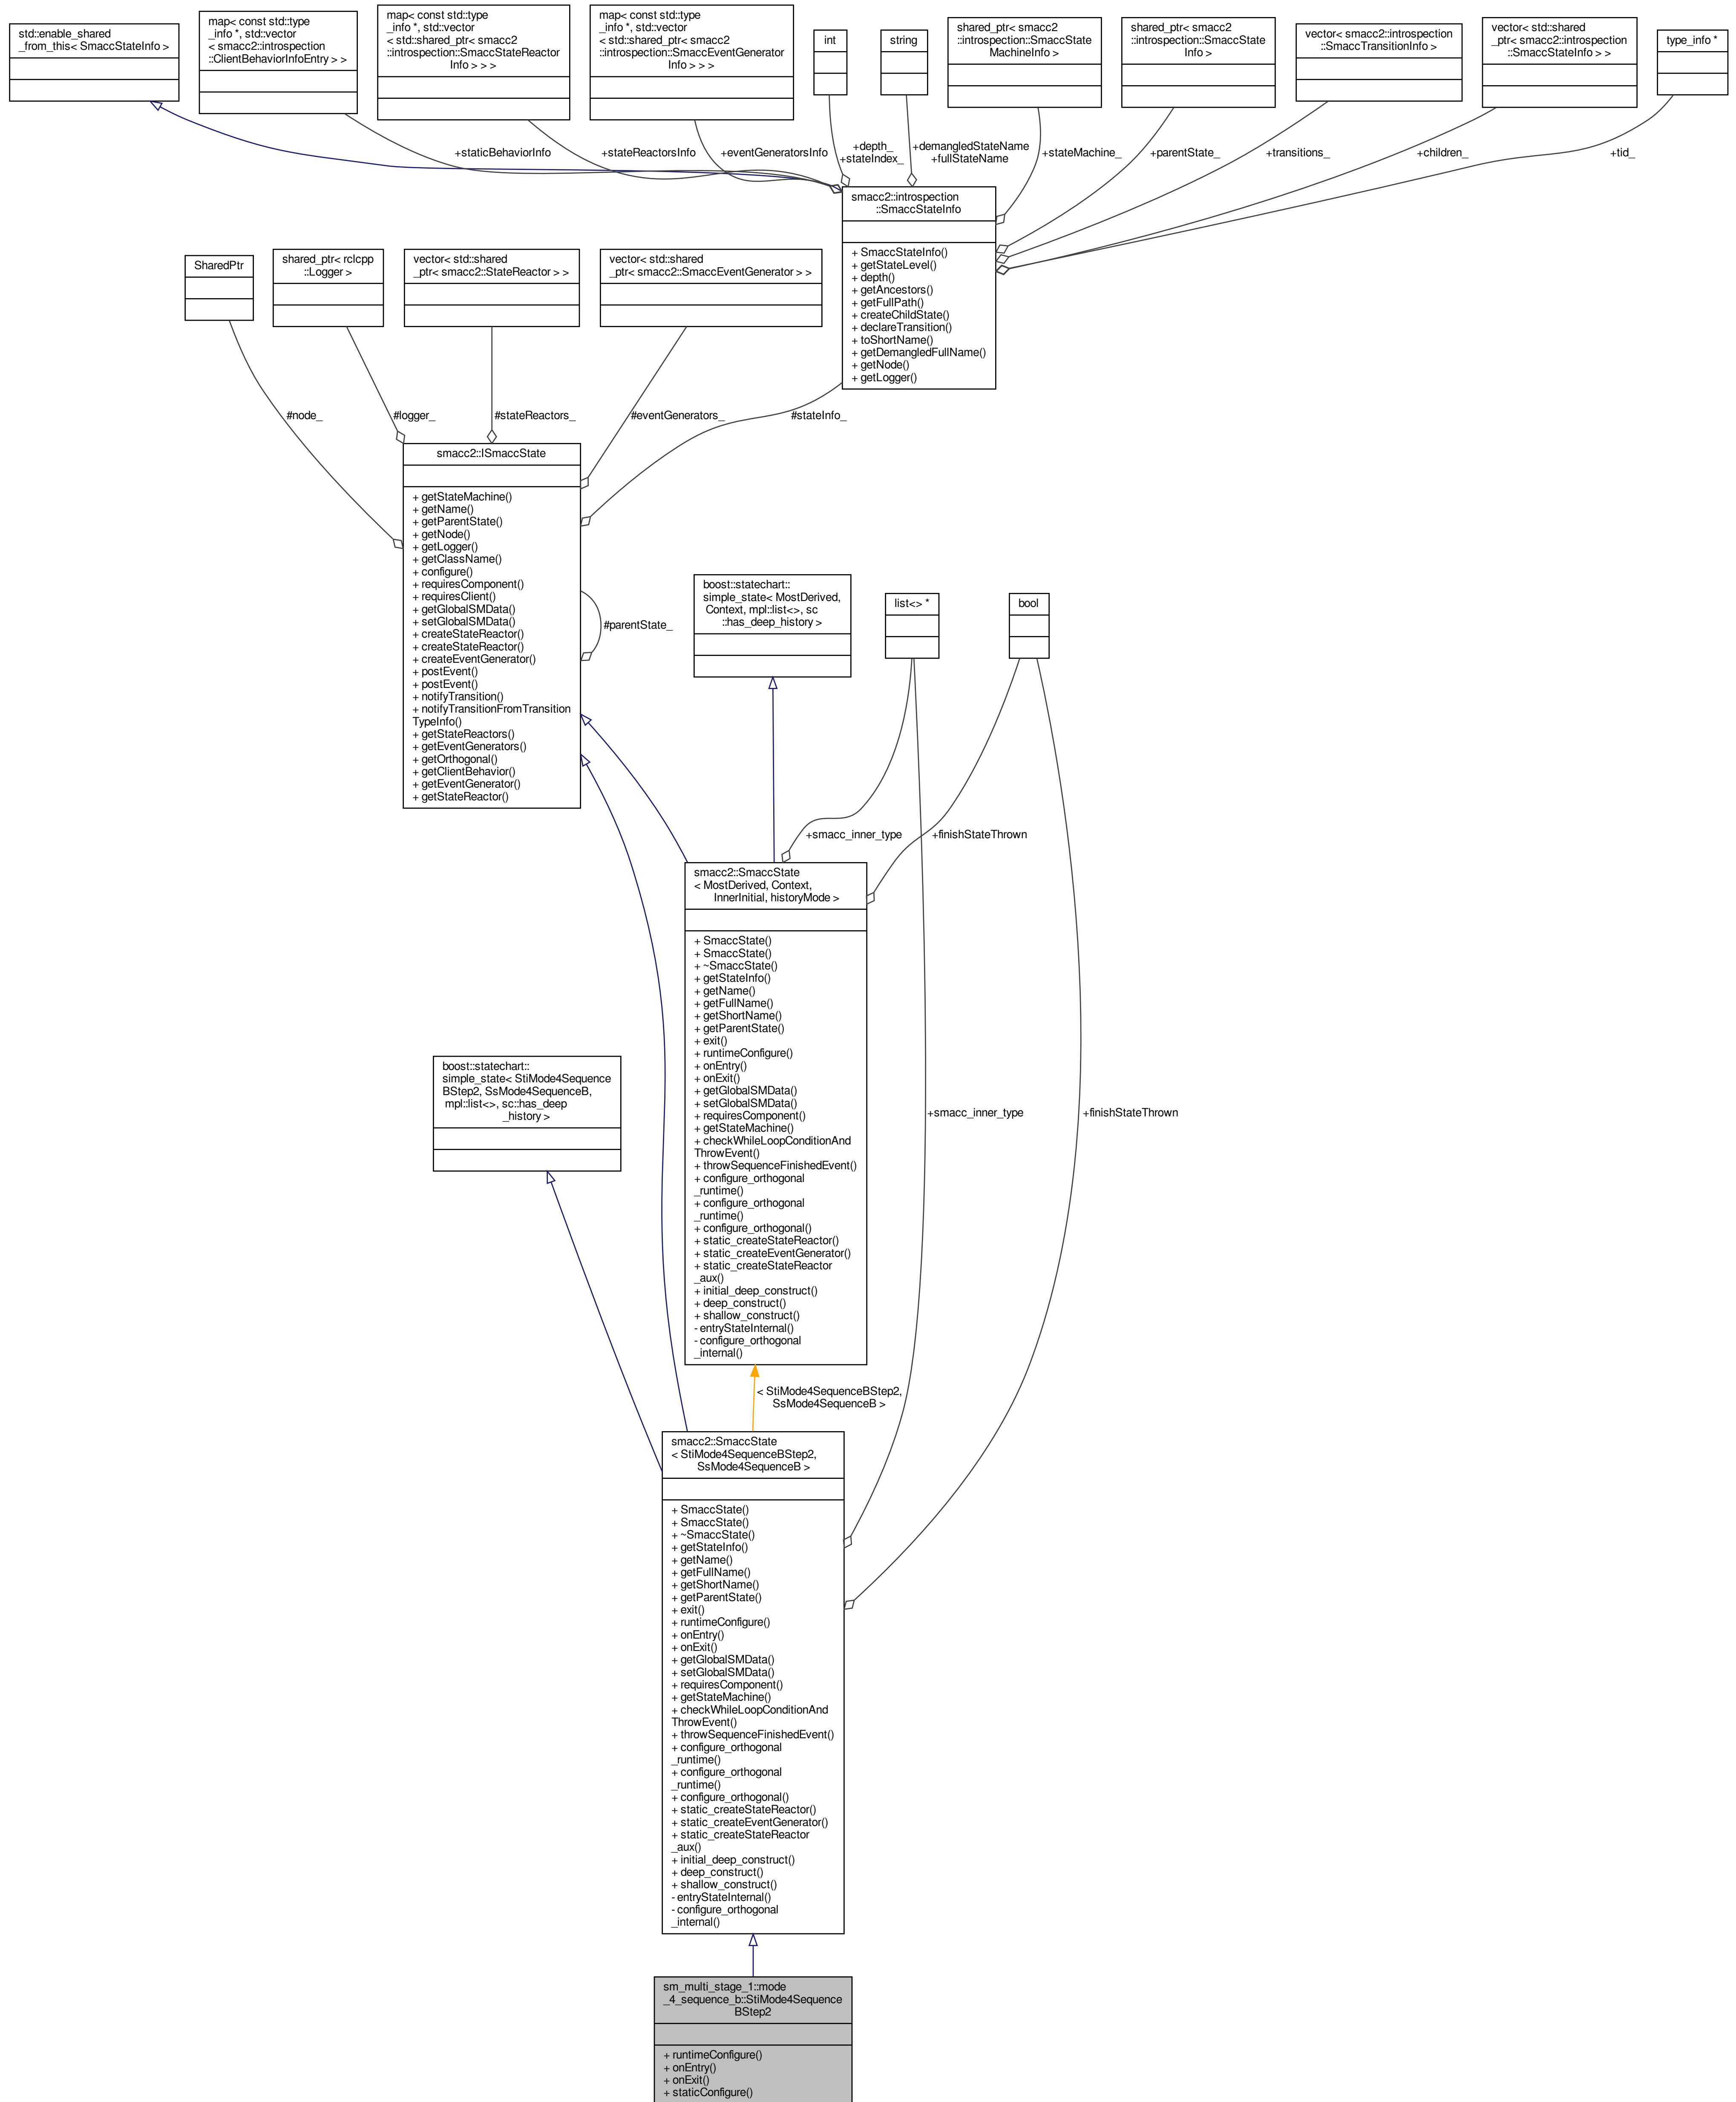 std::enable_shared
_from_this< SmaccStateInfo >
map< const std::type
_info *, std::vector
< smacc2::introspection
::ClientBehaviorInfoEntry > >
map< const std::type
_info *, std::vector
< std::shared_ptr< smacc2
::introspection::SmaccStateReactor
Info > > >
map< const std::type
_info *, std::vector
< std::shared_ptr< smacc2
::introspection::SmaccEventGenerator
Info > > >
int
string
shared_ptr< smacc2
::introspection::SmaccState
MachineInfo >
shared_ptr< smacc2
::introspection::SmaccState
Info >
vector< smacc2::introspection
::SmaccTransitionInfo >
vector< std::shared
_ptr< smacc2::introspection
::SmaccStateInfo > >
type_info *
+staticBehaviorInfo
+stateReactorsInfo
+eventGeneratorsInfo
+depth_
+stateIndex_
+demangledStateName
+fullStateName
+stateMachine_
+parentState_
+transitions_
+children_
+tid_
smacc2::introspection
::SmaccStateInfo
+ SmaccStateInfo()
+ getStateLevel()
+ depth()
+ getAncestors()
+ getFullPath()
+ createChildState()
+ declareTransition()
+ toShortName()
+ getDemangledFullName()
+ getNode()
+ getLogger()
SharedPtr
shared_ptr< rclcpp
::Logger >
vector< std::shared
_ptr< smacc2::StateReactor > >
vector< std::shared
_ptr< smacc2::SmaccEventGenerator > >
#node_
#logger_
#stateReactors_
#eventGenerators_
#stateInfo_
smacc2::ISmaccState
+ getStateMachine()
+ getName()
+ getParentState()
+ getNode()
+ getLogger()
+ getClassName()
+ configure()
+ requiresComponent()
+ requiresClient()
+ getGlobalSMData()
+ setGlobalSMData()
+ createStateReactor()
+ createStateReactor()
+ createEventGenerator()
+ postEvent()
+ postEvent()
+ notifyTransition()
+ notifyTransitionFromTransition
TypeInfo()
+ getStateReactors()
+ getEventGenerators()
+ getOrthogonal()
+ getClientBehavior()
+ getEventGenerator()
+ getStateReactor()
#parentState_
boost::statechart::
simple_state< MostDerived,
Context, mpl::list<>, sc
::has_deep_history >
list<> *
bool
+smacc_inner_type
+finishStateThrown
smacc2::SmaccState
< MostDerived, Context,
InnerInitial, historyMode >
+ SmaccState()
+ SmaccState()
+ ~SmaccState()
+ getStateInfo()
+ getName()
+ getFullName()
+ getShortName()
+ getParentState()
+ exit()
+ runtimeConfigure()
+ onEntry()
+ onExit()
+ getGlobalSMData()
+ setGlobalSMData()
+ requiresComponent()
+ getStateMachine()
+ checkWhileLoopConditionAnd
ThrowEvent()
+ throwSequenceFinishedEvent()
+ configure_orthogonal
_runtime()
+ configure_orthogonal
_runtime()
+ configure_orthogonal()
+ static_createStateReactor()
+ static_createEventGenerator()
+ static_createStateReactor
_aux()
+ initial_deep_construct()
+ deep_construct()
+ shallow_construct()
- entryStateInternal()
- configure_orthogonal
_internal()
boost::statechart::
simple_state< StiMode4Sequence
BStep2, SsMode4SequenceB,
mpl::list<>, sc::has_deep
_history >
+smacc_inner_type
+finishStateThrown
< StiMode4SequenceBStep2,
SsMode4SequenceB >
smacc2::SmaccState
< StiMode4SequenceBStep2,
SsMode4SequenceB >
+ SmaccState()
+ SmaccState()
+ ~SmaccState()
+ getStateInfo()
+ getName()
+ getFullName()
+ getShortName()
+ getParentState()
+ exit()
+ runtimeConfigure()
+ onEntry()
+ onExit()
+ getGlobalSMData()
+ setGlobalSMData()
+ requiresComponent()
+ getStateMachine()
+ checkWhileLoopConditionAnd
ThrowEvent()
+ throwSequenceFinishedEvent()
+ configure_orthogonal
_runtime()
+ configure_orthogonal
_runtime()
+ configure_orthogonal()
+ static_createStateReactor()
+ static_createEventGenerator()
+ static_createStateReactor
_aux()
+ initial_deep_construct()
+ deep_construct()
+ shallow_construct()
- entryStateInternal()
- configure_orthogonal
_internal()
sm_multi_stage_1::mode
_4_sequence_b::StiMode4Sequence
BStep2
+ runtimeConfigure()
+ onEntry()
+ onExit()
+ staticConfigure()